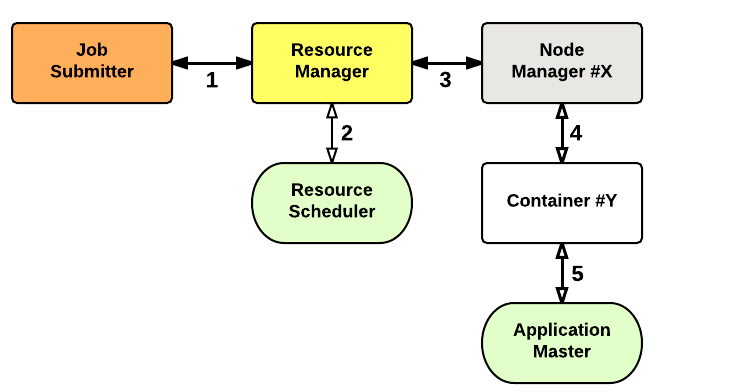 Job
Submitter
1
Resource
Manager
3
Node
Manager #X
2
4
Resource
Scheduler
Container #Y
5
Application
Master